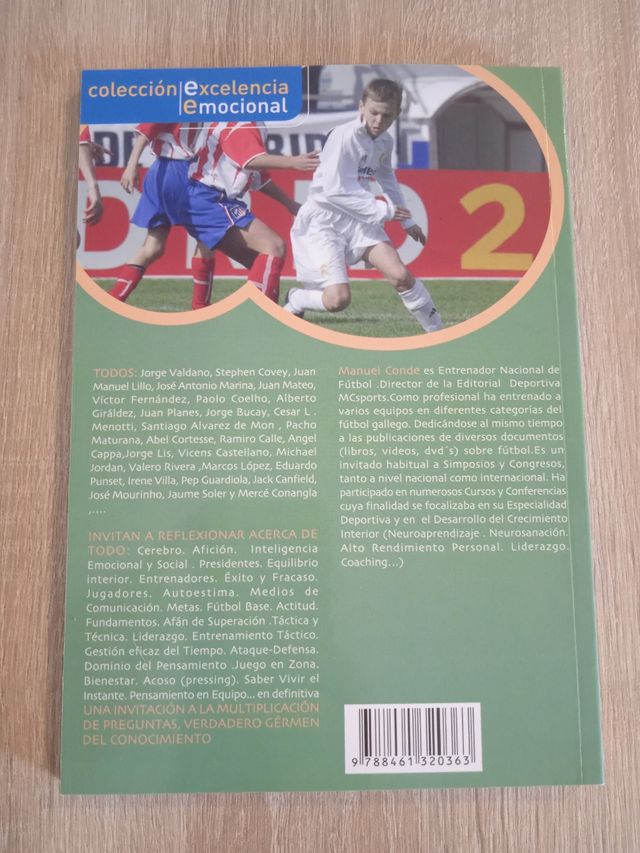 colección excelencia
emocional
DRID
D R I D 2
TODOS: Jorge Valdano, Stephen Covey, Juan
Manuel Lillo, José Antonio Marina, Juan Mateo,
Víctor Fernández, Paolo Coelho, Alberto
Giráldez, Juan Planes, Jorge Bucay, Cesar L .
Menotti, Santiago Alvarez de Mon , Pacho
Maturana, Abel Cortesse, Ramiro Calle, Angel
Cappa,Jorge Lis, Vicens Castellano, Michael
Jordan, Valero Rivera ,Marcos López, Eduardo
Punset, Irene Villa, Pep Guardiola, Jack Canfield,
José Mourinho, Jaume Soler y Mercé Conangla
,....
INVITAN A REFLEXIONAR ACERCA DE
TODO: Cerebro. Afición. Inteligencia
Emocional y Social . Presidentes. Equilibrio
interior. Entrenadores. Éxito y Fracaso.
Jugadores. Autoestima. Medios de
Comunicación. Metas. Fútbol Base. Actitud.
Fundamentos. Afán de Superación .Táctica y
Técnica. Liderazgo. Entrenamiento Táctico.
Gestión eficaz del Tiempo. Ataque-Defensa.
Dominio del Pensamiento .Juego en Zona.
Bienestar. Acoso (pressing). Saber Vivir el
Instante. Pensamiento en Equipo... en definitiva
UNA INVITACIÓN A LA MULTIPLICACIÓN
DE PREGUNTAS, VERDADERO GÉRMEN
DEL CONOCIMIENTO
Manuel Conde es Entrenador Nacional de
Fútbol .Director de la Editorial Deportiva
MCsports.Como profesional ha entrenado a
varios equipos en diferentes categorías del
fútbol gallego. Dedicándose al mismo tiempo
a las publicaciones de diversos documentos
(libros, videos, dvd´s) sobre fútbol.Es un
invitado habitual a Simposios y Congresos,
tanto a nivel nacional como internacional. Ha
participado en numerosos Cursos y Conferencias
cuya finalidad se focalizaba en su Especialidad
Deportiva y en el Desarrollo del Crecimiento
Interior (Neuroaprendizaje . Neurosanación.
Alto Rendimiento Personal. Liderazgo.
Coaching...)
9 788461 320363